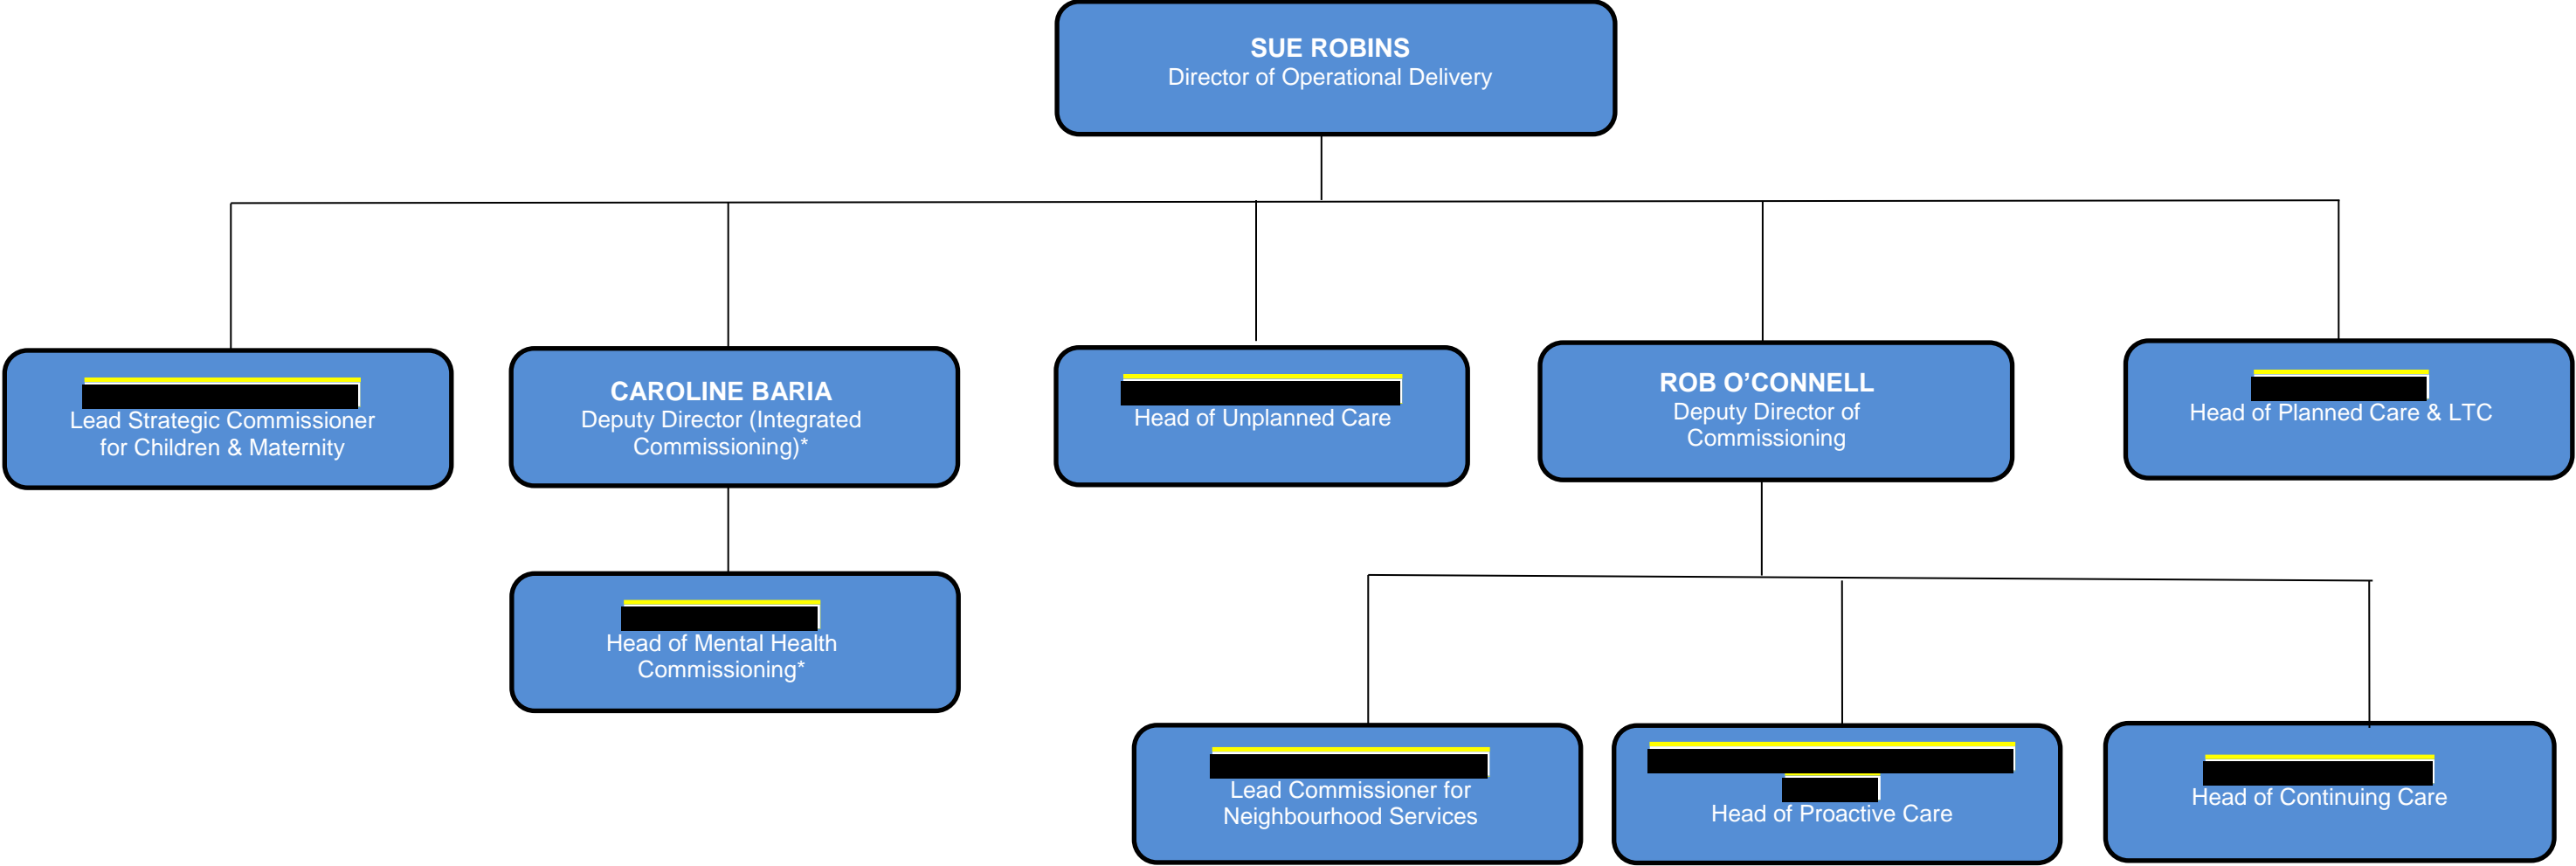 SUE ROBINS
Director of Operational Delivery
Lead Strategic Commissioner
for Children & Maternity
CAROLINE BARIA
Deputy Director (Integrated
Commissioning)*
Head of Unplanned Care
ROB O’CONNELL
Deputy Director of
Commissioning
Head of Planned Care & LTC
Head of Mental Health
Commissioning*
Lead Commissioner for
Neighbourhood Services
Head of Proactive Care
Head of Continuing Care